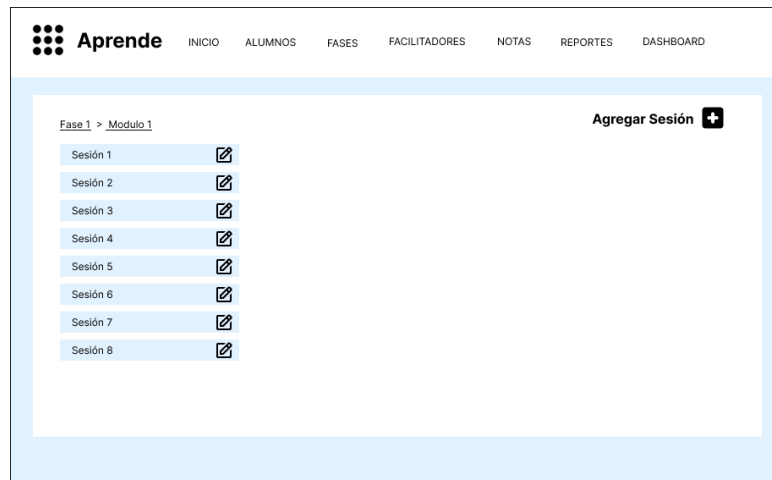 Aprende INICIO ALUMNOS FASES FACILITADORES NOTAS REPORTES DASHBOARD
Fase 1 > Modulo 1
Agregar Sesión
Sesión 1
Sesión 2
Sesión 3
Sesión 4
Sesión 5
Sesión 6
Sesión 7
Sesión 8